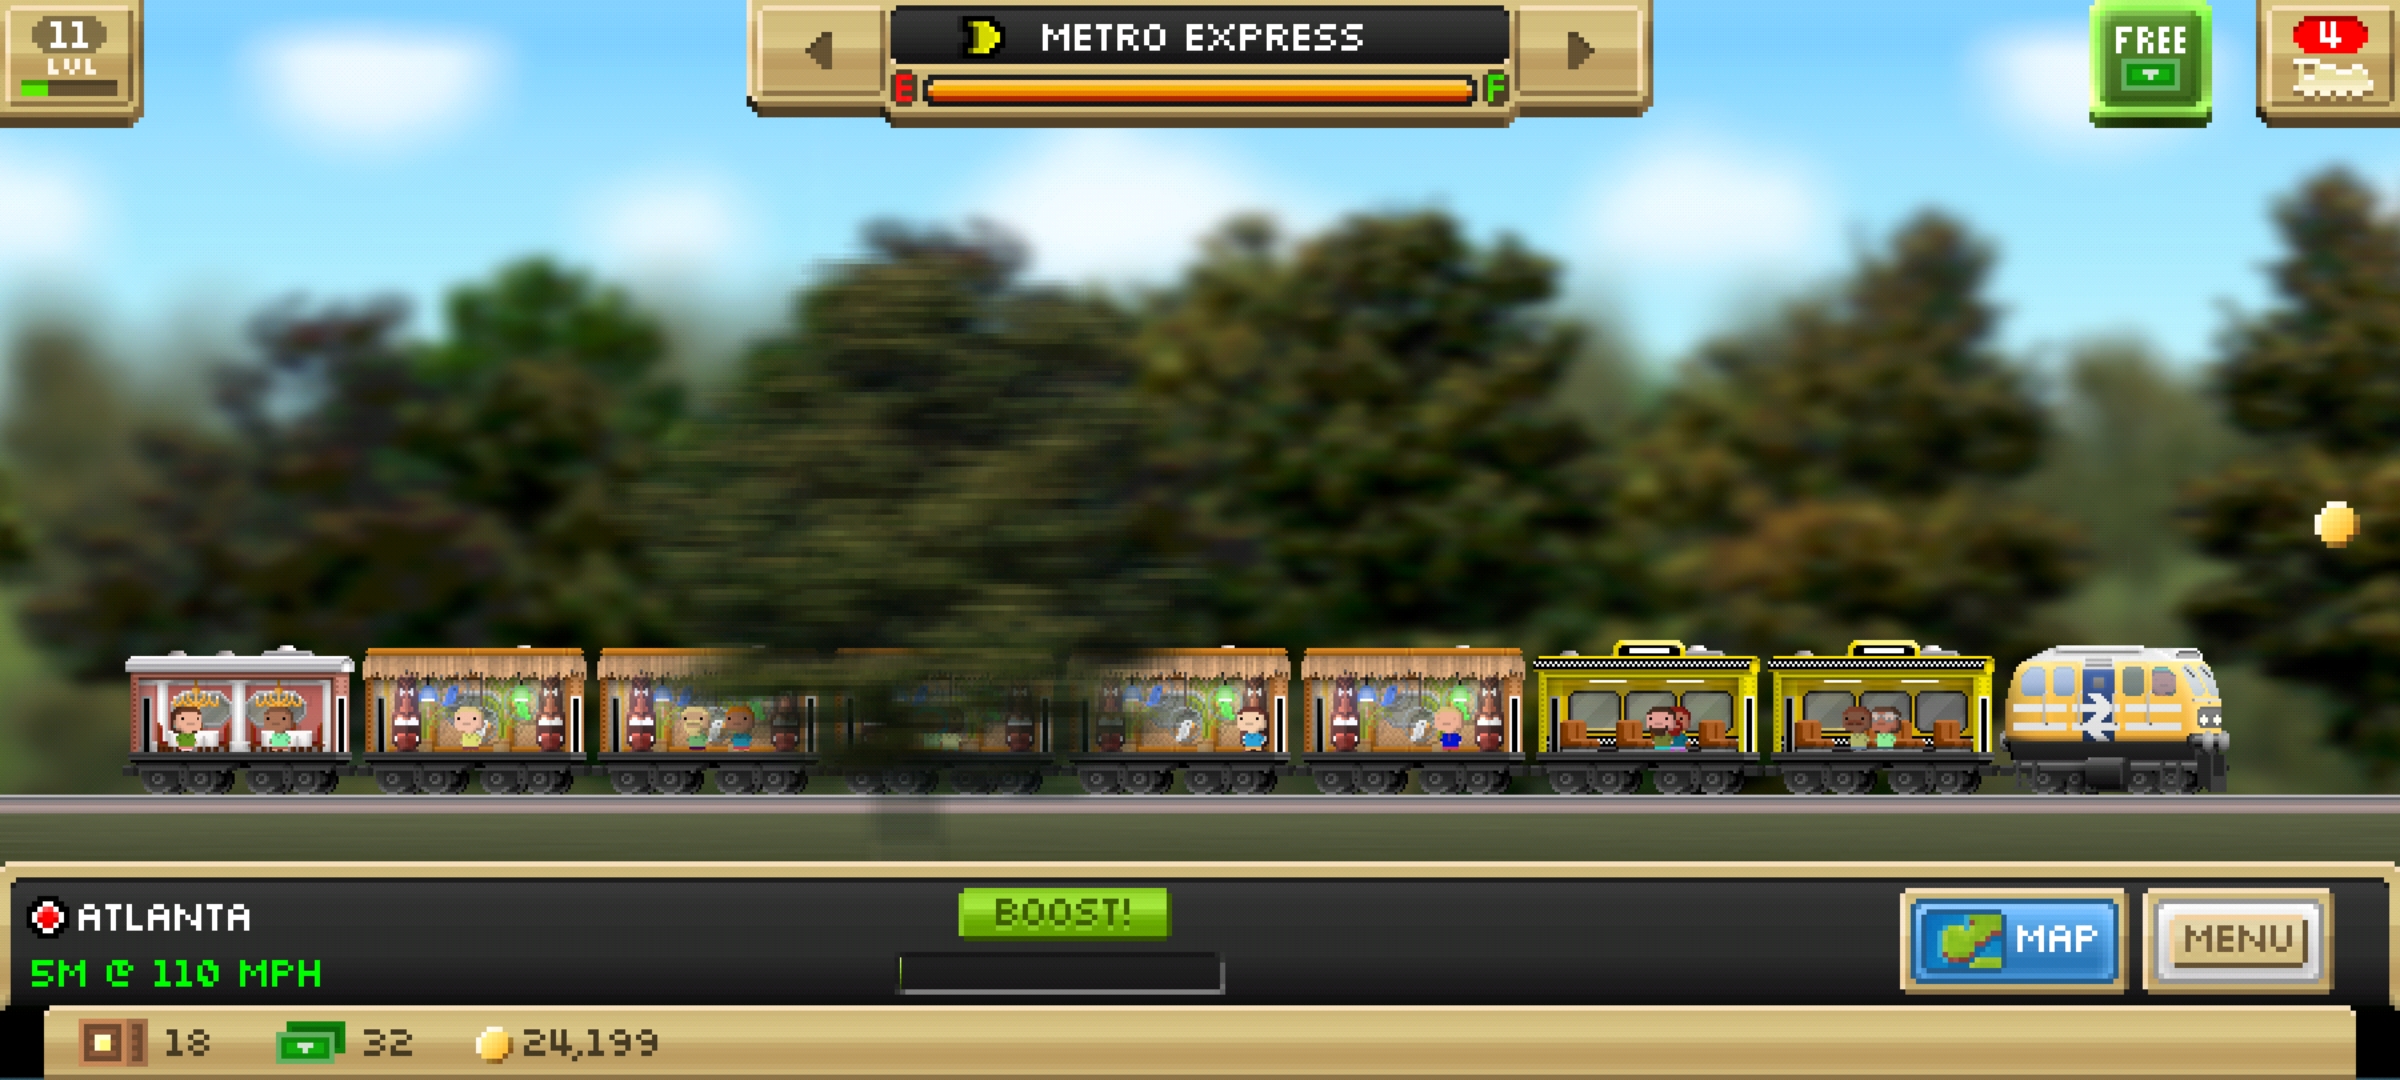 11
LVL
METRO EXPRESS
E F
FREE
4
ATLANTA
5M @ 110 MPH
BOOST!
MAP
MENU
18
32
24,199